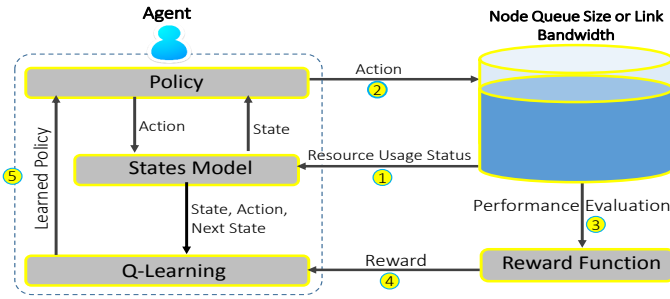 Agent
Node Queue Size or Link
Bandwidth
Policy
Action
2
Action
State
Resource Usage Status
1
States Model
5
Learned Policy
State, Action,
Next State
Performance Evaluation
3
Q-Learning
Reward
4
Reward Function